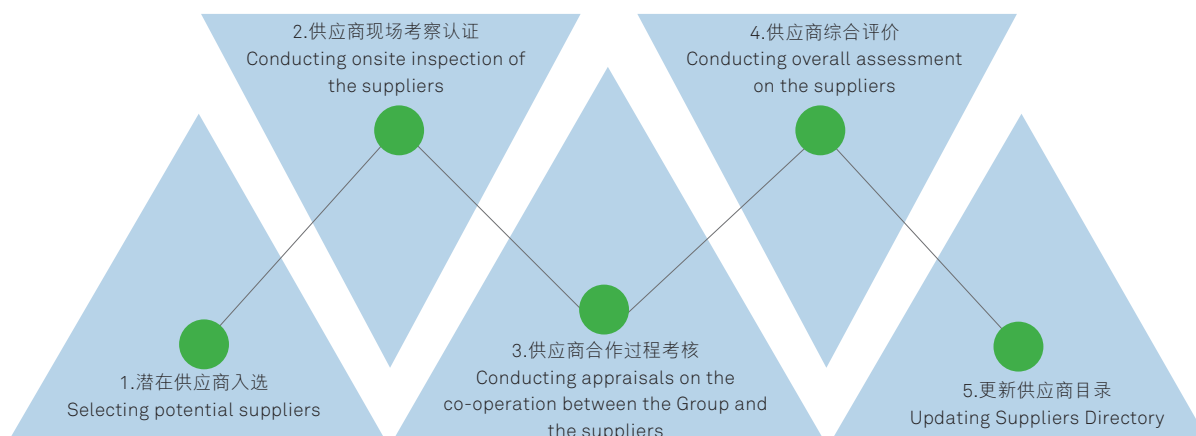 1.潜在供应商入选
Selecting potential suppliers
2.供应商现场考察认证
Conducting onsite inspection of
the suppliers
3.供应商合作过程考核
Conducting appraisals on the
co-operation between the Group and
the suppliers
4.供应商综合评价
Conducting overall assessment
on the suppliers
5.更新供应商目录
Updating Suppliers Directory